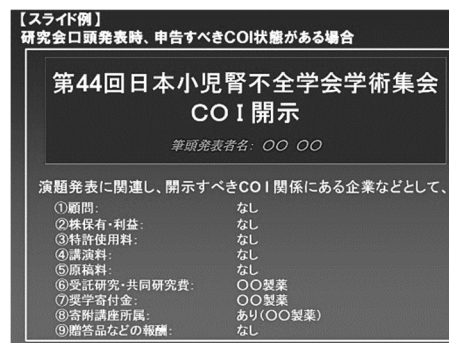 【スライド例】
研究会口頭発表時、申告すべきCOI状態がある場合
第44回日本小児腎不全学会学術集会
COI開示
筆頭発表者名: ○○ ○○
演題発表に関連し、開示すべきCOI関係にある企業などとして、
①顧問: なし
②株保有・利益: なし
③特許使用料: なし
④講演料: なし
⑤原稿料: なし
⑥受託研究・共同研究費: ○○製薬
⑦奨学寄付金: ○○製薬
⑧寄附講座所属: あり(○○製薬)
⑨贈答品などの報酬: なし